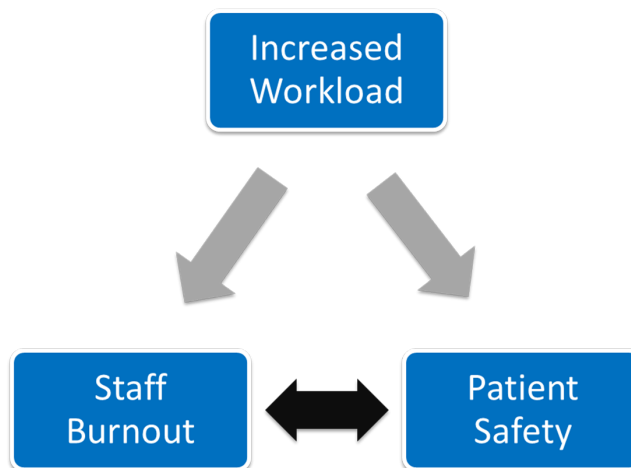 Increased
Workload
Staff
Burnout
Patient
Safety